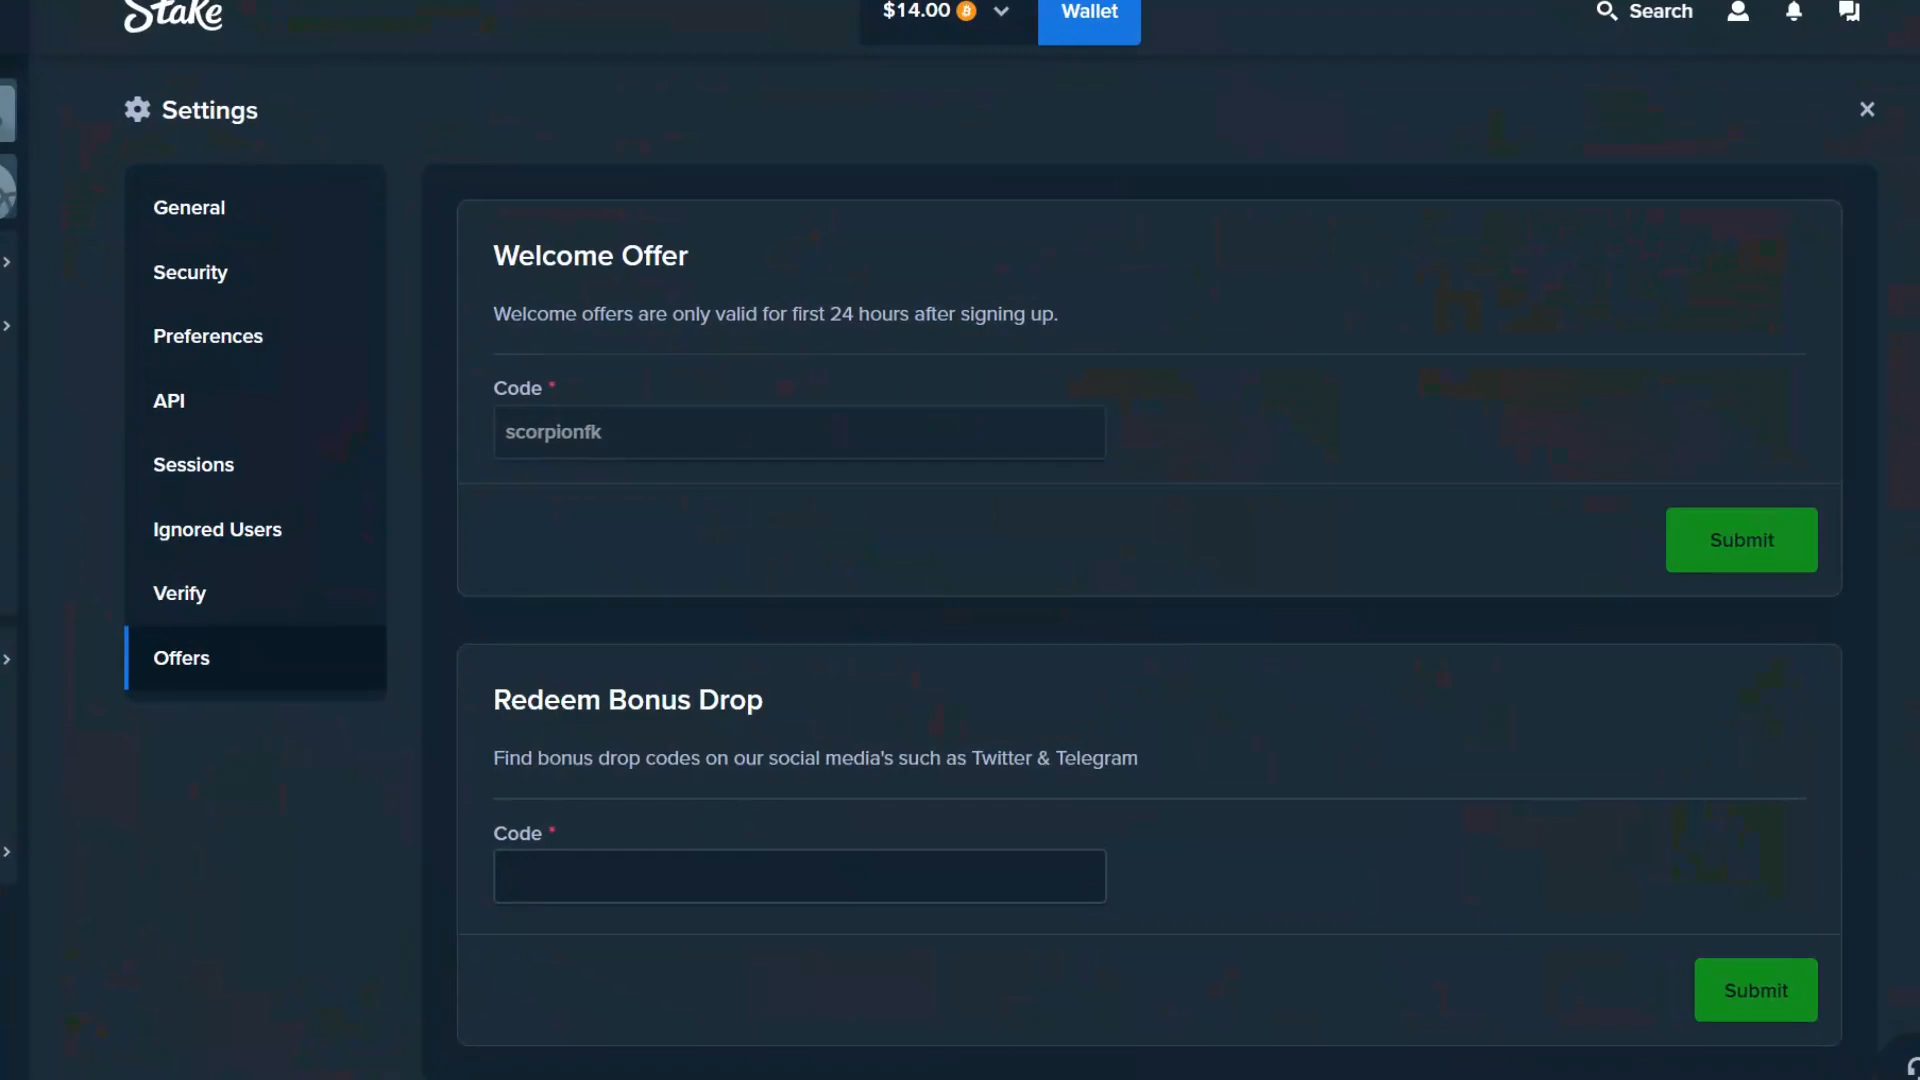 Stake
$14.00
Wallet
Search
Settings
General
Security
Preferences
API
Sessions
Ignored Users
Verify
Offers
Welcome Offer
Welcome offers are only valid for first 24 hours after signing up.
Code *
scorpionfk
Submit
Redeem Bonus Drop
Find bonus drop codes on our social media's such as Twitter & Telegram
Code *
Submit